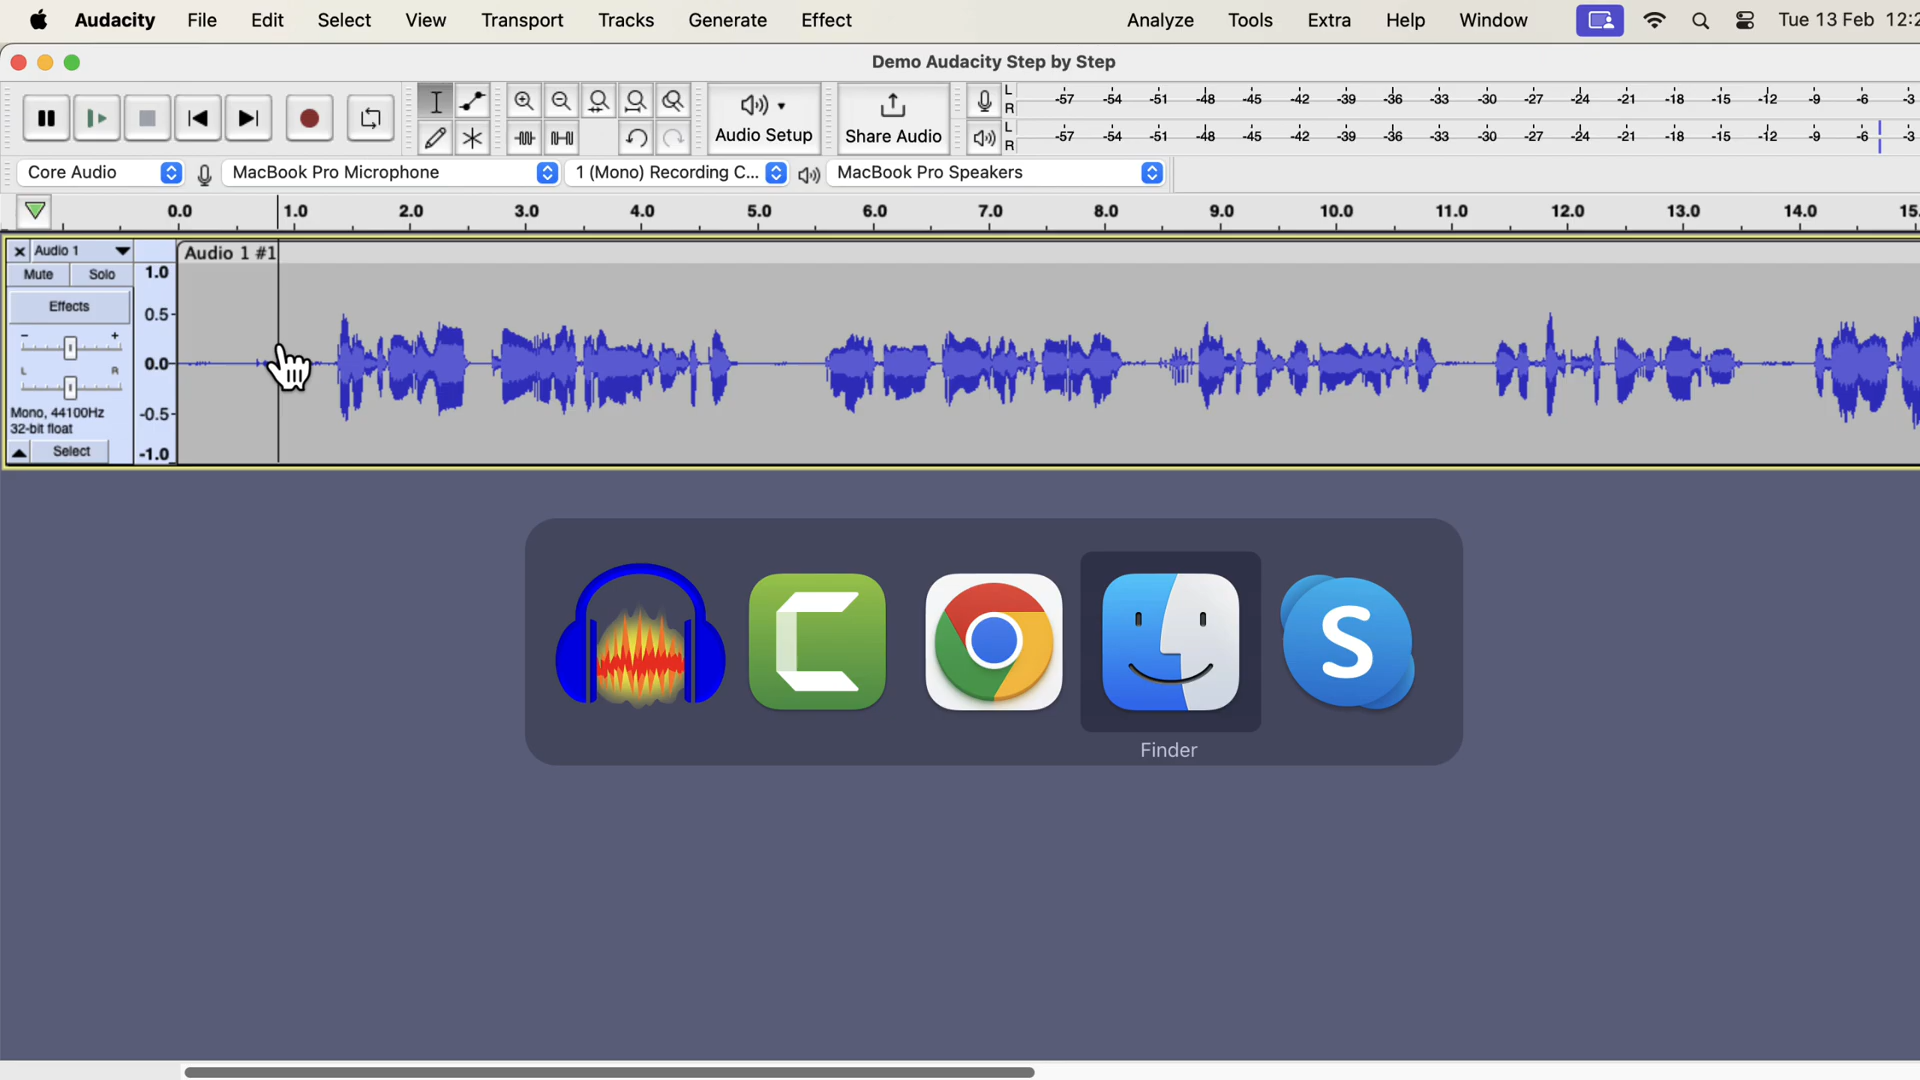 Audacity File Edit Select View Transport Tracks Generate Effect Analyze Tools Extra Help Window Tue 13 Feb 12:2
Demo Audacity Step by Step
Audio Setup
Share Audio
L -57 -54 -51 -48 -45 -42 -39 -36 -33 -30 -27 -24 -21 -18 -15 -12 -9 -6 -3
R
L -57 -54 -51 -48 -45 -42 -39 -36 -33 -30 -27 -24 -21 -18 -15 -12 -9 -6 -3
R
Core Audio MacBook Pro Microphone 1 (Mono) Recording C... MacBook Pro Speakers
0.0 1.0 2.0 3.0 4.0 5.0 6.0 7.0 8.0 9.0 10.0 11.0 12.0 13.0 14.0 15.
Audio 1 Audio 1 #1
Mute Solo 1.0
Effects 0.5
- +
0.0
L R
Mono, 44100Hz -0.5
32-bit float
Select -1.0
C
S
Finder